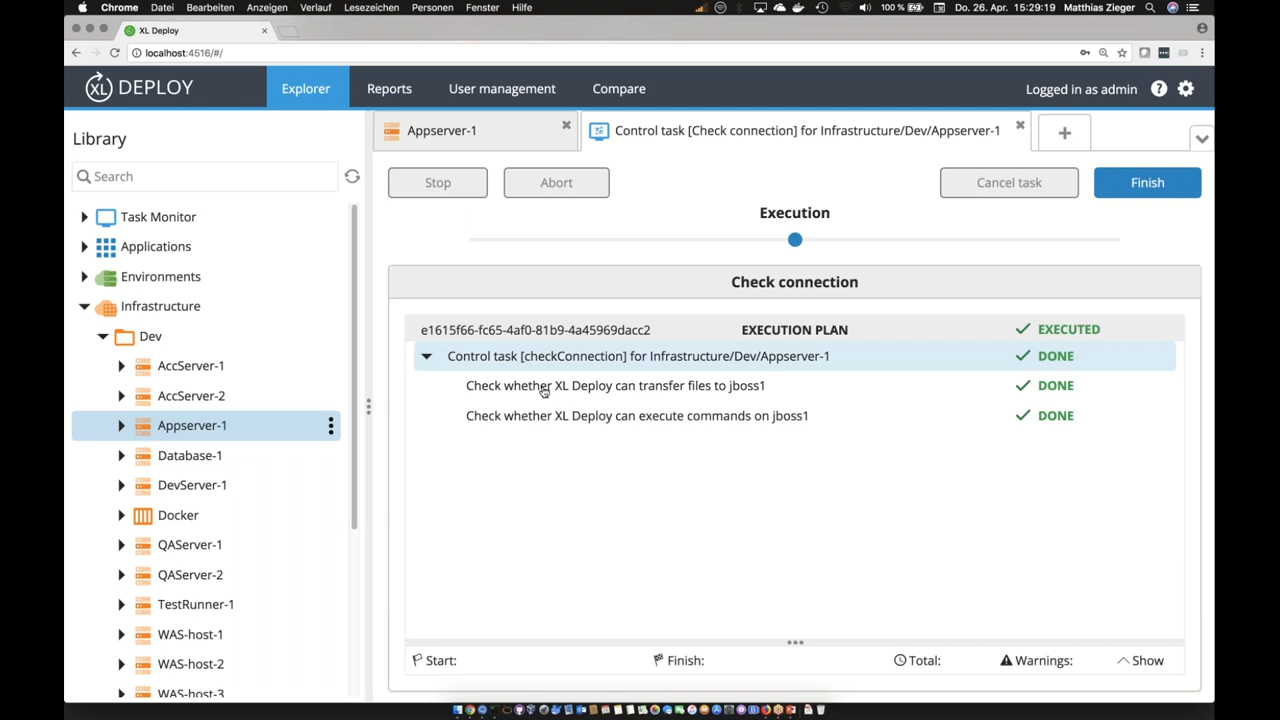 Chrome Datei Bearbeiten Anzeigen Verlauf Lesezeichen Personen Fenster Hilfe 100 % Do. 26. Apr. 15:29:19 Matthias Zieger
XL Deploy
localhost:4516/#/
XL DEPLOY Explorer Reports User management Compare Logged in as admin ?
Library
Appserver-1 Control task [Check connection] for Infrastructure/Dev/Appserver-1
Search
Stop Abort Cancel task Finish
Execution
Task Monitor
Applications
Environments
Infrastructure
Dev
AccServer-1
AccServer-2
Appserver-1
Database-1
DevServer-1
Docker
QAServer-1
QAServer-2
TestRunner-1
WAS-host-1
WAS-host-2
WAS-host-3
Check connection
e1615f66-fc65-4af0-81b9-4a45969dacc2 EXECUTION PLAN EXECUTED
Control task [checkConnection] for Infrastructure/Dev/Appserver-1 DONE
Check whether XL Deploy can transfer files to jboss1 DONE
Check whether XL Deploy can execute commands on jboss1 DONE
Start: Finish: Total: Warnings: Show